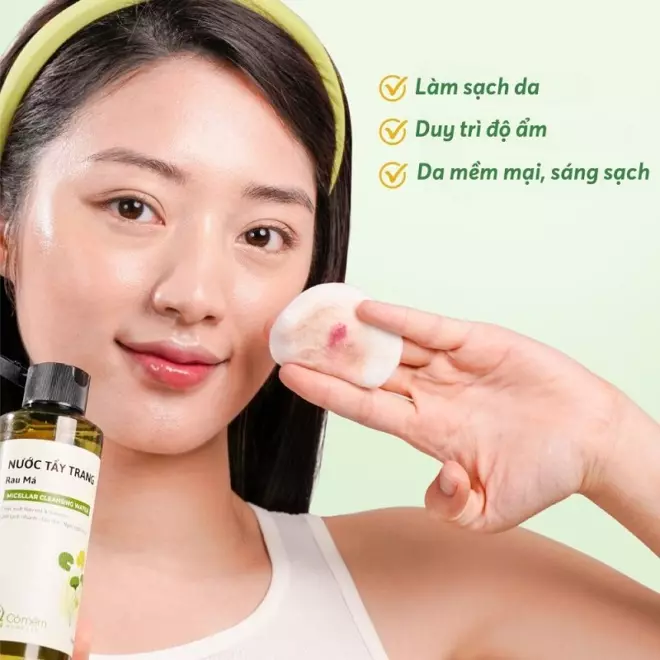 Làm sạch da
Duy trì độ ẩm
Da mềm mại, sáng sạch
NƯỚC TẨY TRANG
Rau Má
MICELLAR CLEANSING WATER
Cỏ mềm